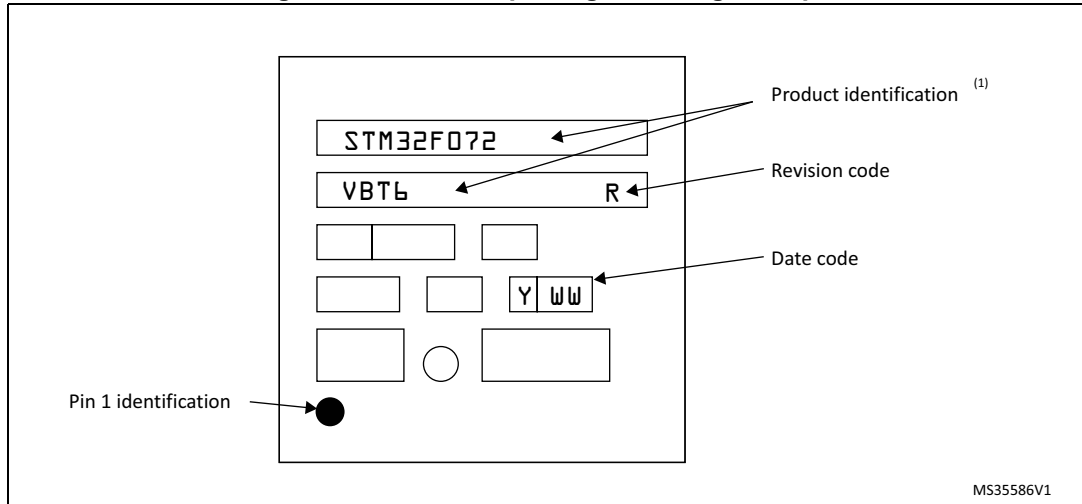 Product identification (1)
STM32F072
Revision code
VBT6 R
Date code
Y WW
Pin 1 identification
MS35586V1